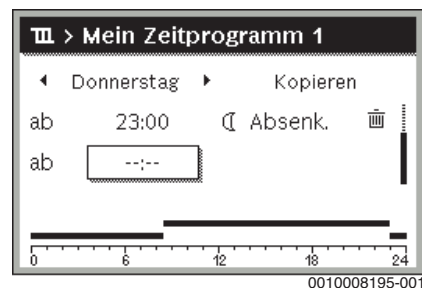 > Mein Zeitprogramm 1
Donnerstag Kopieren
ab 23:00 Absenk.
ab --:--
0 6 12 18 24
0010008195-001